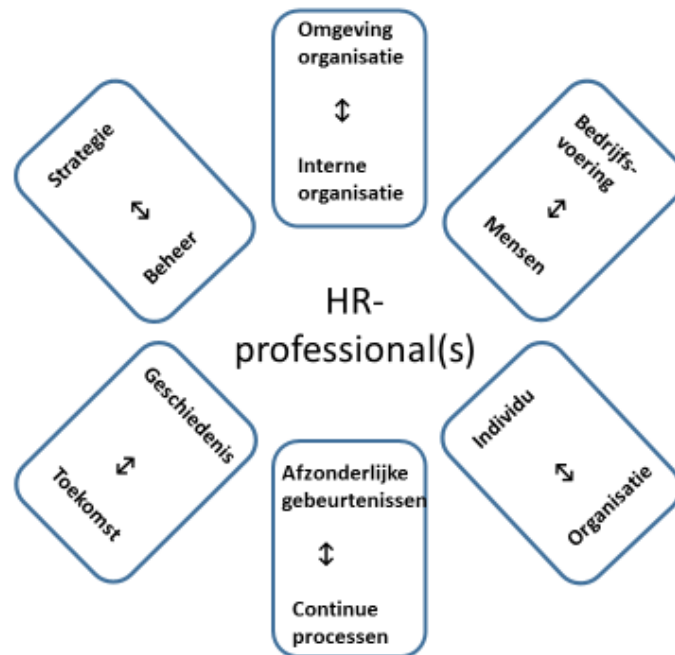 Omgeving
organisatie
Interne
organisatie
Strategie
Beheer
Bedrijfs-
voering
Mensen
HR-
professional(s)
Geschiedenis
Toekomst
Individu
Organisatie
Afzonderlijke
gebeurtenissen
Continue
processen